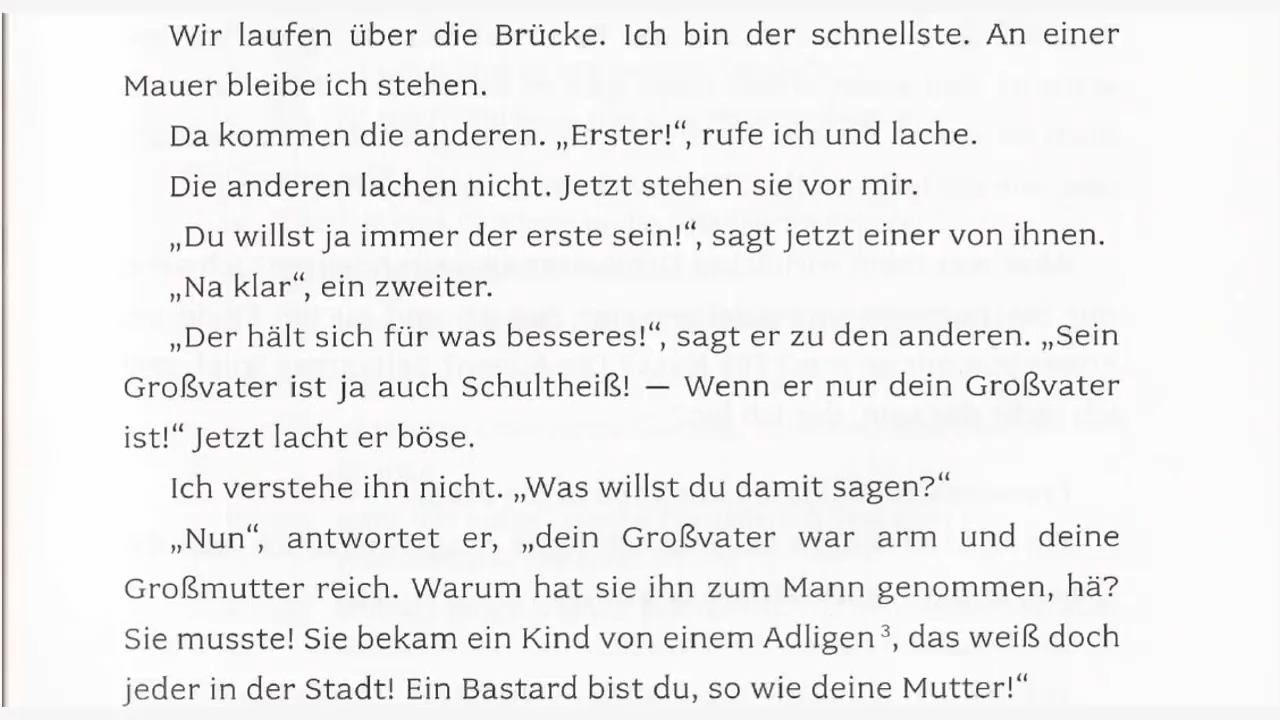 Wir laufen über die Brücke. Ich bin der schnellste. An einer
Mauer bleibe ich stehen.
Da kommen die anderen. „Erster!“, rufe ich und lache.
Die anderen lachen nicht. Jetzt stehen sie vor mir.
„Du willst ja immer der erste sein!“, sagt jetzt einer von ihnen.
„Na klar“, ein zweiter.
„Der hält sich für was besseres!“, sagt er zu den anderen. „Sein
Großvater ist ja auch Schultheiß! — Wenn er nur dein Großvater
ist!“ Jetzt lacht er böse.
Ich verstehe ihn nicht. „Was willst du damit sagen?“
„Nun“, antwortet er, „dein Großvater war arm und deine
Großmutter reich. Warum hat sie ihn zum Mann genommen, hä?
Sie musste! Sie bekam ein Kind von einem Adligen³, das weiß doch
jeder in der Stadt! Ein Bastard bist du, so wie deine Mutter!“